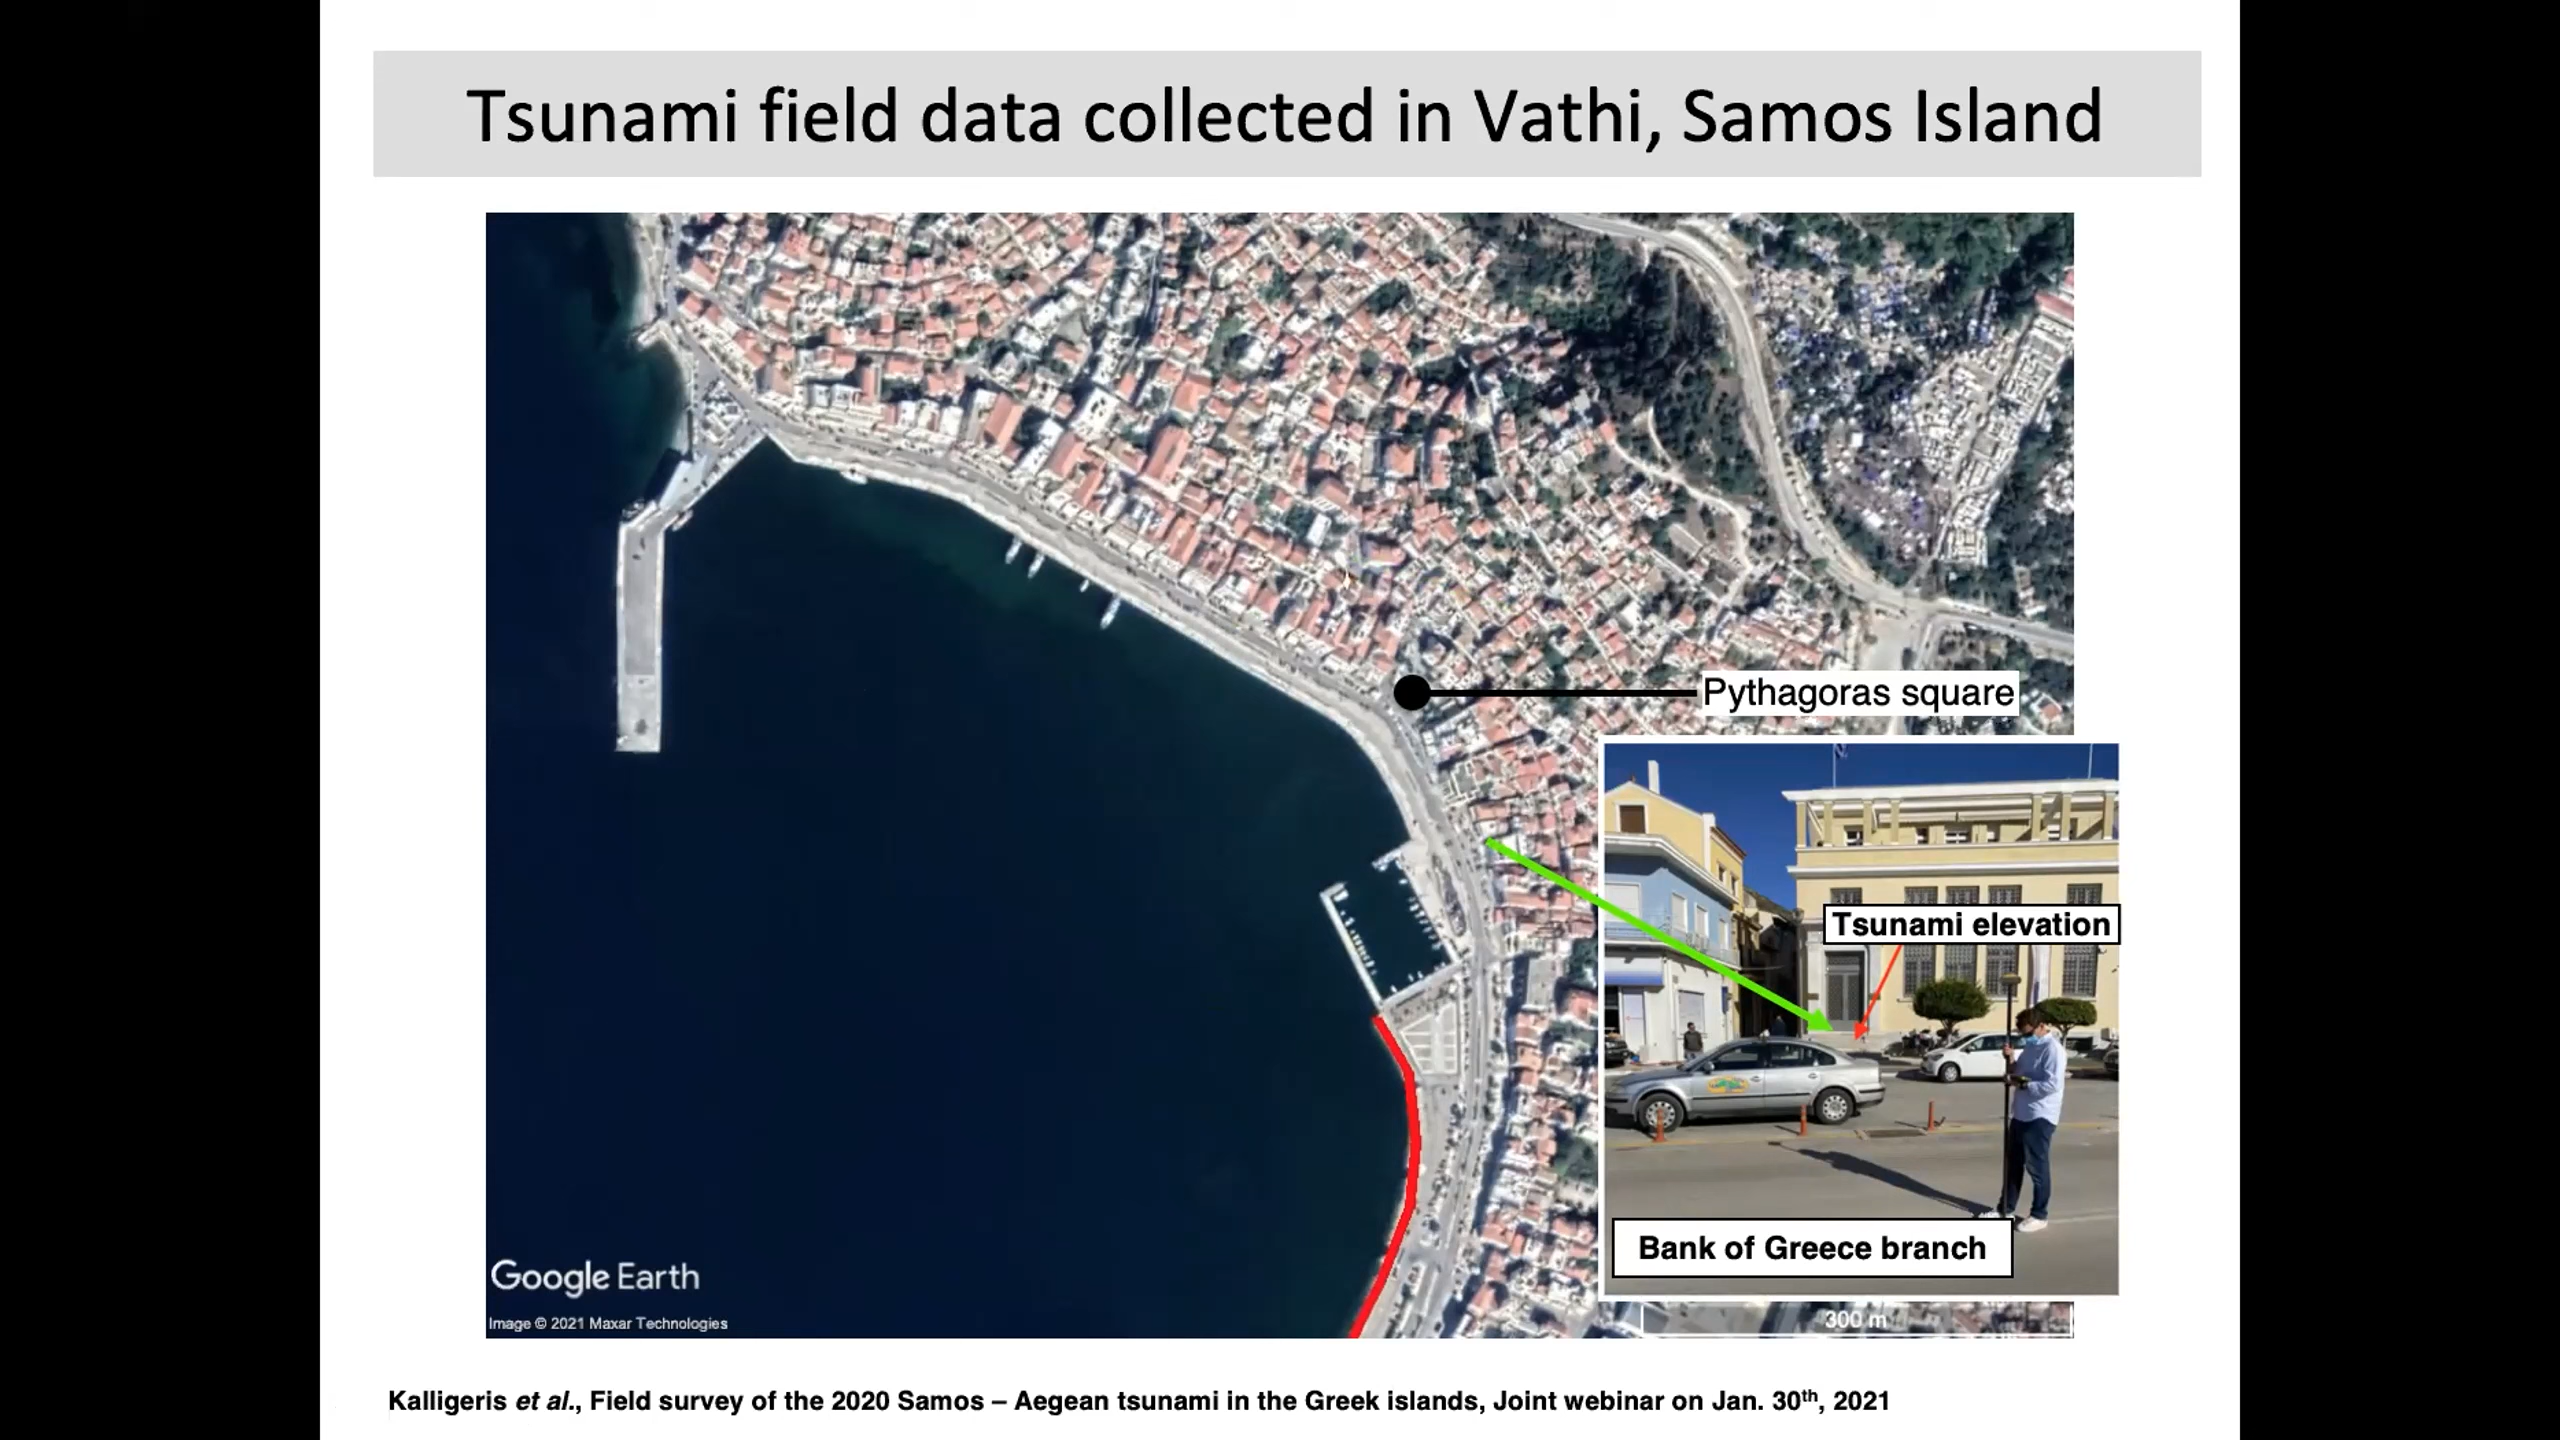 Tsunami field data collected in Vathi, Samos Island
Pythagoras square
Tsunami elevation
Bank of Greece branch
Google Earth
Image © 2021 Maxar Technologies
300 m
Kalligeris et al., Field survey of the 2020 Samos – Aegean tsunami in the Greek islands, Joint webinar on Jan. 30th, 2021